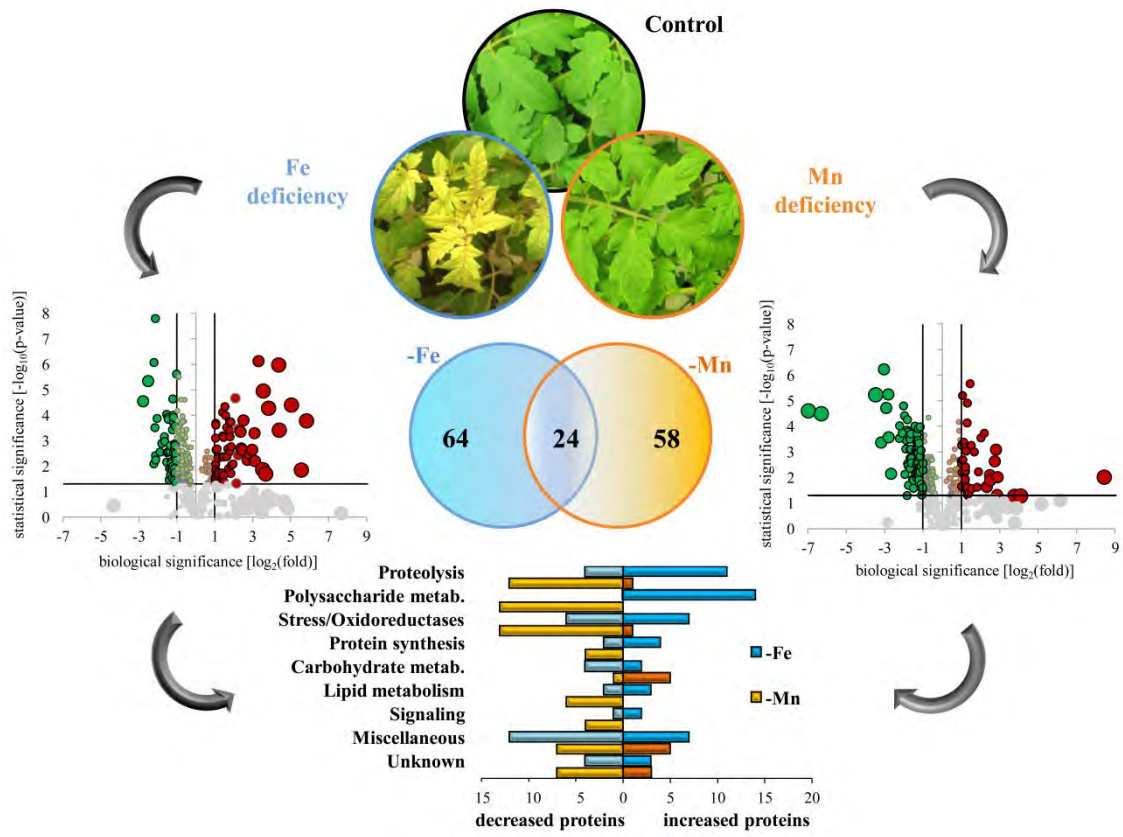 Control
Fe
deficiency
Mn
deficiency
statistical significance [-log10(p-value)]
8
7
6
5
4
3
2
1
0
-7 -5 -3 -1 1 3 5 7 9
biological significance [log2(fold)]
-Fe
-Mn
64
24
58
statistical significance [-log10(p-value)]
8
7
6
5
4
3
2
1
0
-7 -5 -3 -1 1 3 5 7 9
biological significance [log2(fold)]
Proteolysis
Polysaccharide metab.
Stress/Oxidoreductases
Protein synthesis
Carbohydrate metab.
Lipid metabolism
Signaling
Miscellaneous
Unknown
-Fe
-Mn
15 10 5 0 5 10 15 20
decreased proteins increased proteins